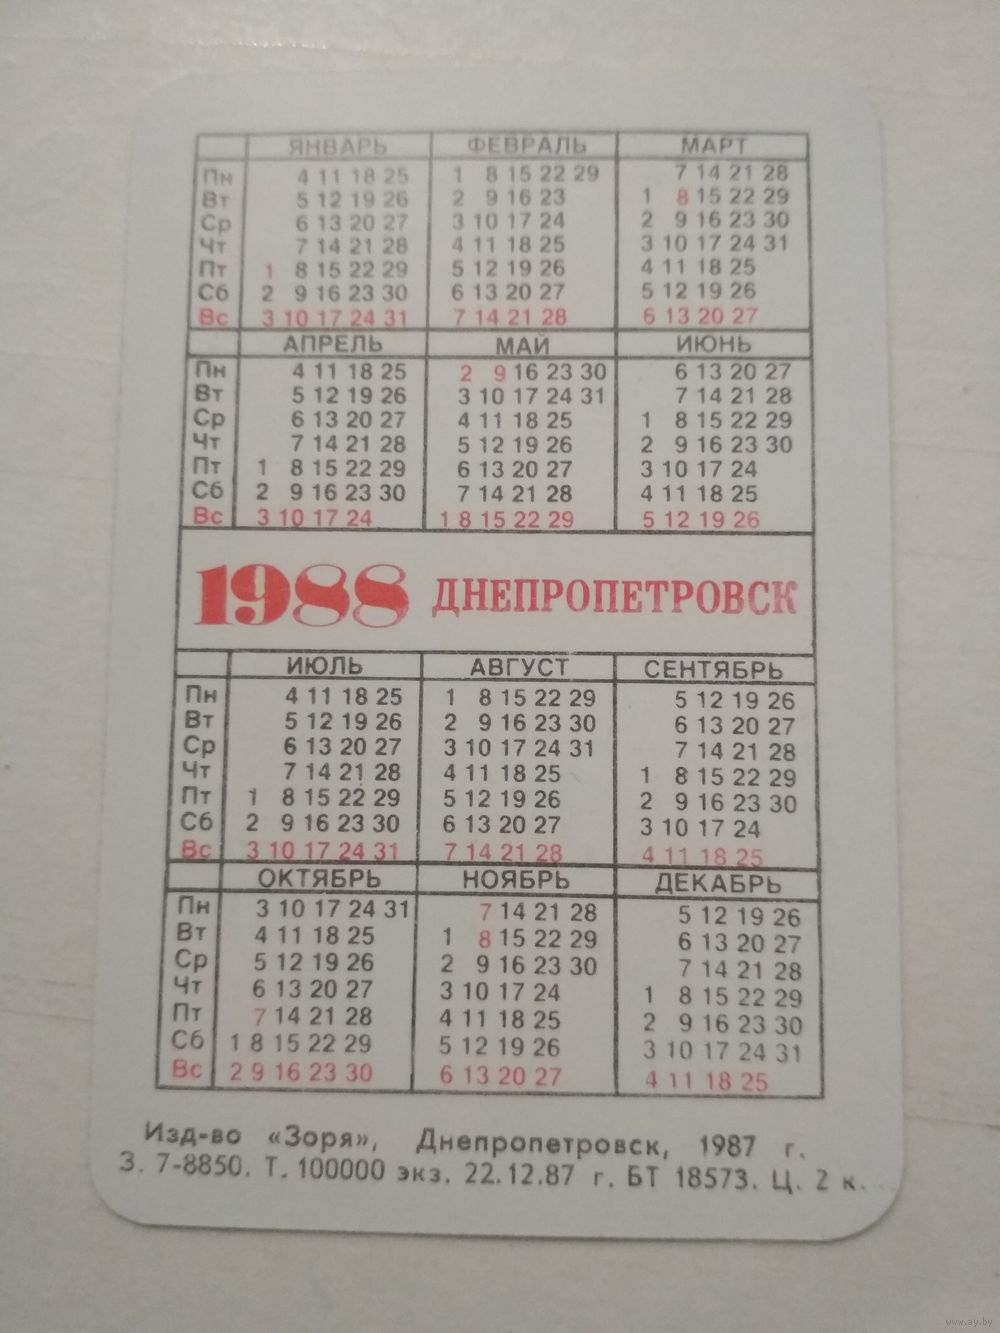 ЯНВАРЬ ФЕВРАЛЬ МАРТ
Пн 4 11 18 25 1 8 15 22 29 7 14 21 28
Вт 5 12 19 26 2 9 16 23 1 8 15 22 29
Ср 6 13 20 27 3 10 17 24 2 9 16 23 30
Чт 7 14 21 28 4 11 18 25 3 10 17 24 31
Пт 1 8 15 22 29 5 12 19 26 4 11 18 25
Сб 2 9 16 23 30 6 13 20 27 5 12 19 26
Вс 3 10 17 24 31 7 14 21 28 6 13 20 27
АПРЕЛЬ МАЙ ИЮНЬ
Пн 4 11 18 25 2 9 16 23 30 6 13 20 27
Вт 5 12 19 26 3 10 17 24 31 7 14 21 28
Ср 6 13 20 27 4 11 18 25 1 8 15 22 29
Чт 7 14 21 28 5 12 19 26 2 9 16 23 30
Пт 1 8 15 22 29 6 13 20 27 3 10 17 24
Сб 2 9 16 23 30 7 14 21 28 4 11 18 25
Вс 3 10 17 24 1 8 15 22 29 5 12 19 26
1988 ДНЕПРОПЕТРОВСК
ИЮЛЬ АВГУСТ СЕНТЯБРЬ
Пн 4 11 18 25 1 8 15 22 29 5 12 19 26
Вт 5 12 19 26 2 9 16 23 30 6 13 20 27
Ср 6 13 20 27 3 10 17 24 31 7 14 21 28
Чт 7 14 21 28 4 11 18 25 1 8 15 22 29
Пт 1 8 15 22 29 5 12 19 26 2 9 16 23 30
Сб 2 9 16 23 30 6 13 20 27 3 10 17 24
Вс 3 10 17 24 31 7 14 21 28 4 11 18 25
ОКТЯБРЬ НОЯБРЬ ДЕКАБРЬ
Пн 3 10 17 24 31 7 14 21 28 5 12 19 26
Вт 4 11 18 25 1 8 15 22 29 6 13 20 27
Ср 5 12 19 26 2 9 16 23 30 7 14 21 28
Чт 6 13 20 27 3 10 17 24 1 8 15 22 29
Пт 7 14 21 28 4 11 18 25 2 9 16 23 30
Сб 1 8 15 22 29 5 12 19 26 3 10 17 24 31
Вс 2 9 16 23 30 6 13 20 27 4 11 18 25
Изд-во «Зоря», Днепропетровск, 1987 г.
З. 7-8850. Т. 100000 экз. 22.12.87 г. БТ 18573. Ц. 2 к.
www.ay.by